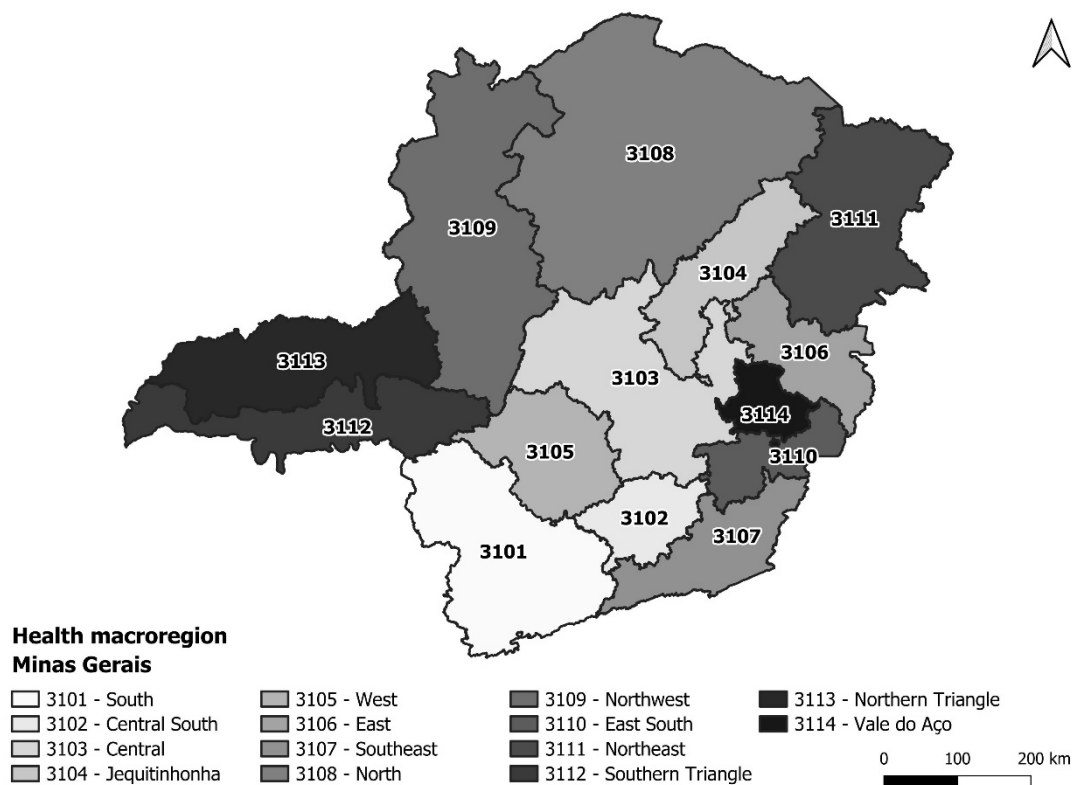 3108
3111
3109
3104
3113
3106
3103
3114
3112
3105
3110
3102
3107
3101
Health macroregion
Minas Gerais
3101 - South
3102 - Central South
3103 - Central
3104 - Jequitinhonha
3105 - West
3106 - East
3107 - Southeast
3108 - North
3109 - Northwest
3110 - East South
3111 - Northeast
3112 - Southern Triangle
3113 - Northern Triangle
3114 - Vale do Aço
0 100 200 km